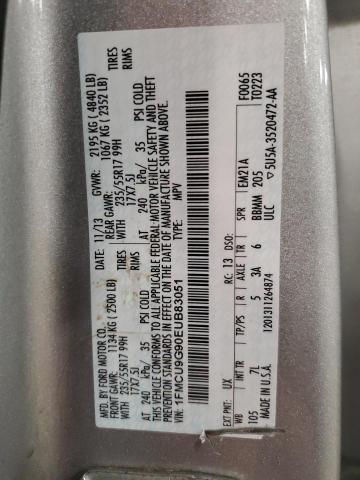 MFD. BY FORD MOTOR CO.
DATE: 11/13 GVWR: 2195 KG ( 4840 LB)
FRONT GAWR: 1134 KG ( 2500 LB) REAR GAWR: 1067 KG ( 2352 LB)
WITH 235/55R17 99H TIRES WITH 235/55R17 99H TIRES
17X7.5J RIMS 17X7.5J RIMS
AT 240 kPa/ 35 PSI COLD AT 240 kPa/ 35 PSI COLD
THIS VEHICLE CONFORMS TO ALL APPLICABLE FEDERAL MOTOR VEHICLE SAFETY AND THEFT
PREVENTION STANDARDS IN EFFECT ON THE DATE OF MANUFACTURE SHOWN ABOVE.
VIN: 1FMCU9G90EUB83051
TYPE: MPV
F0065
T0223
EXT PNT: UX RC: 13 DSO: EM21A
WB INT TR TP/PS R AXLE TR SPR
105 7L 5 3A 6 BBMM 205
1201311264874 ULC 5U5A-3520472-AA